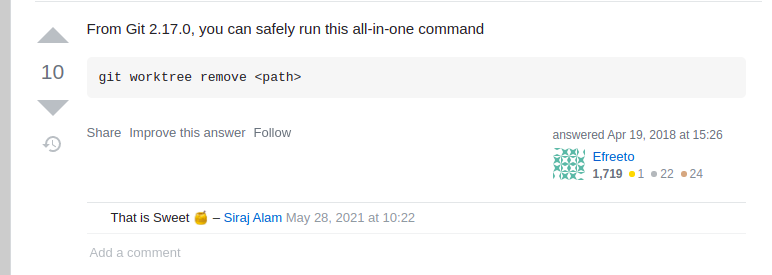 From Git 2.17.0, you can safely run this all-in-one command
10
git worktree remove <path>
Share Improve this answer Follow
answered Apr 19, 2018 at 15:26
Efreeto
1,719 1 22 24
That is Sweet 🍯 – Siraj Alam May 28, 2021 at 10:22
Add a comment